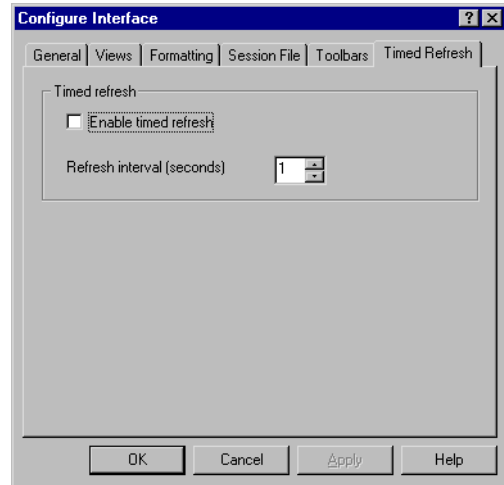 Configure Interface
General Views Formatting Session File Toolbars Timed Refresh
Timed refresh
Enable timed refresh
Refresh interval (seconds) 1
OK Cancel Apply Help